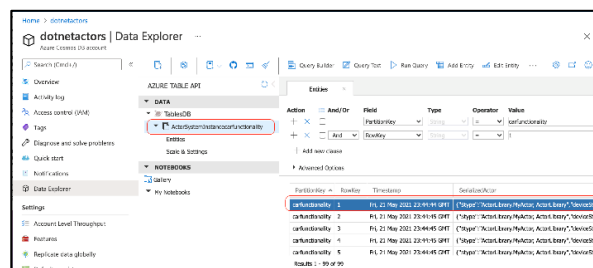 Home > dotnetactors
dotnetactors | Data Explorer ...
Azure Cosmos DB account
Search (Cmd+/)
Overview
Activity log
Access control (IAM)
Tags
Diagnose and solve problems
Quick start
Notifications
Data Explorer
Settings
Account Level Throughput
Features
Replicate data globally
AZURE TABLE API
DATA
TablesDB
ActorSystemInstancecarfunctionality
Entities
Scale & Settings
NOTEBOOKS
Gallery
My Notebooks
Query Builder Query Text Run Query Add Entity Edit Entity ...
Entities
Action And/Or Field Type Operator Value
PartitionKey String = carfunctionality
And RowKey String = 1
Add new clause
Advanced Options
PartitionKey RowKey Timestamp SerializedActor
carfunctionality 1 Fri, 21 May 2021 23:44:44 GMT {"$type":"ActorLibrary.MyActor, ActorLibrary","deviceSt
carfunctionality 2 Fri, 21 May 2021 23:44:45 GMT {"$type":"ActorLibrary.MyActor, ActorLibrary","deviceSt
carfunctionality 3 Fri, 21 May 2021 23:44:45 GMT {"$type":"ActorLibrary.MyActor, ActorLibrary","deviceSt
carfunctionality 4 Fri, 21 May 2021 23:44:45 GMT {"$type":"ActorLibrary.MyActor, ActorLibrary","deviceSt
carfunctionality 5 Fri, 21 May 2021 23:44:45 GMT {"$type":"ActorLibrary.MyActor, ActorLibrary","deviceSt
Results 1 - 99 of 99